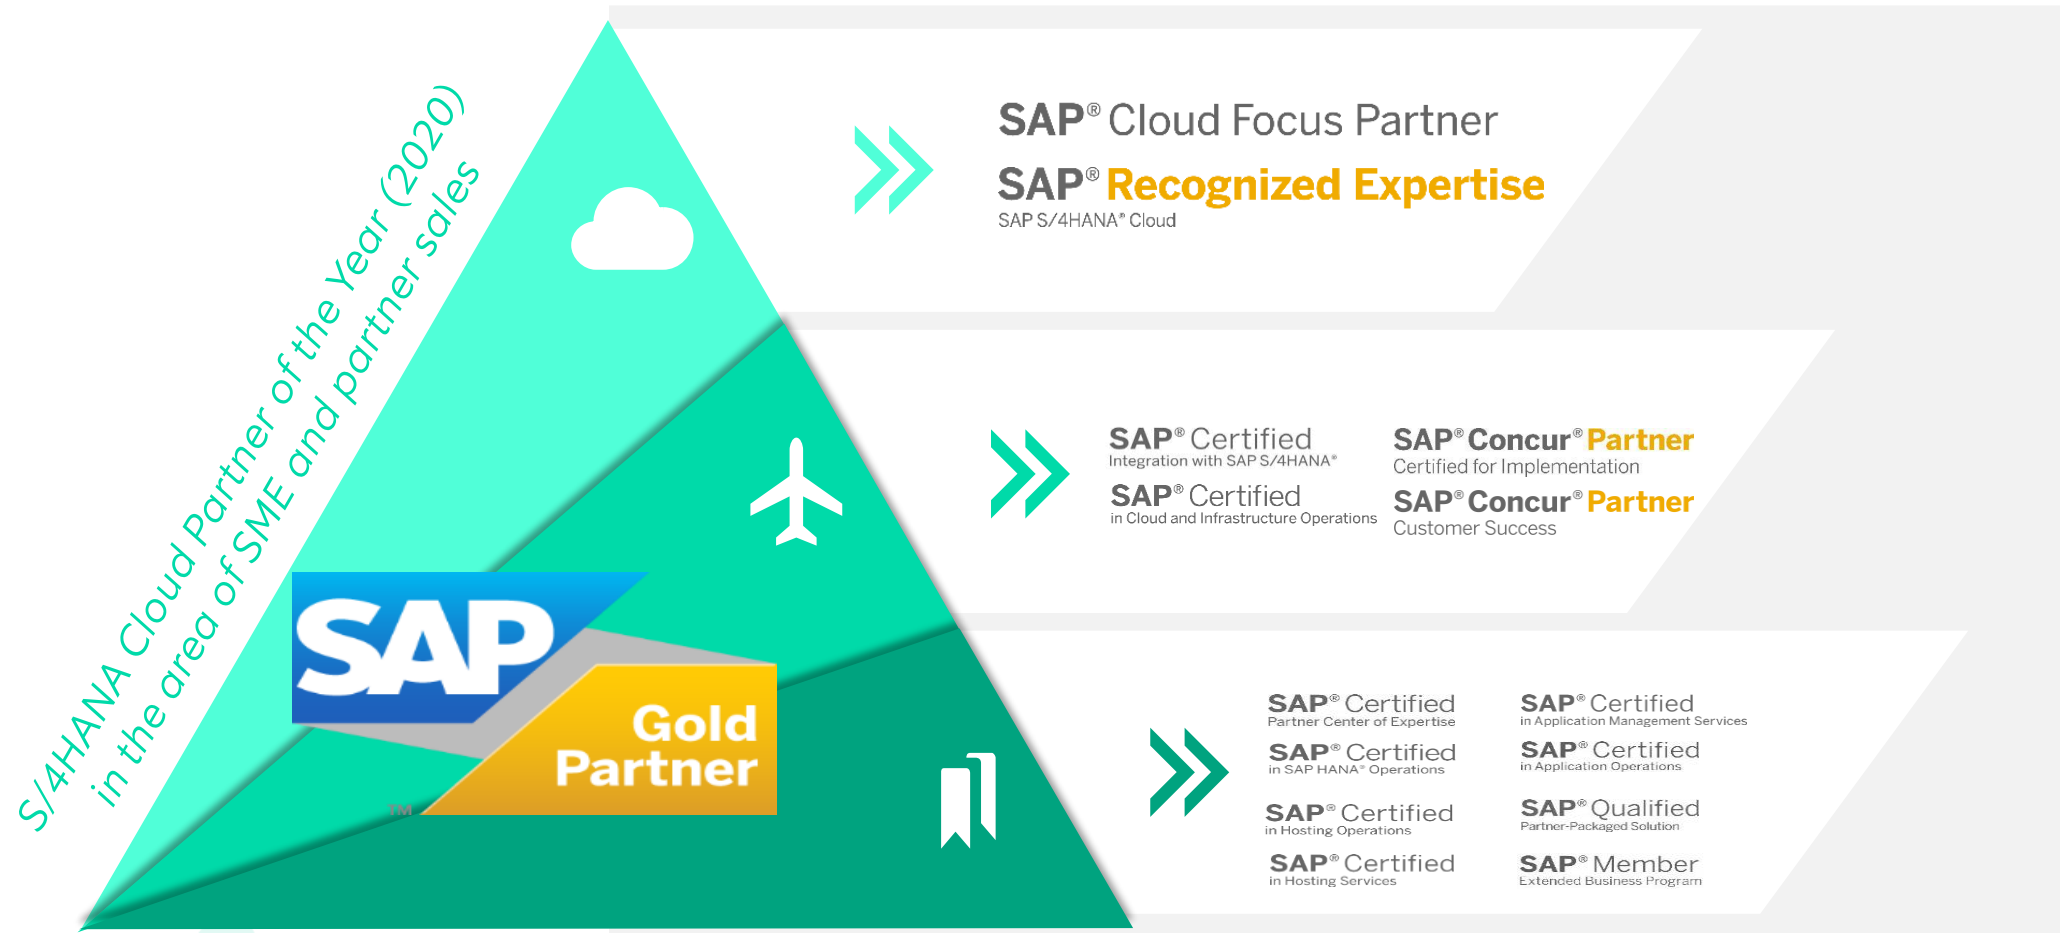 S/4HANA Cloud Partner of the Year (2020)
in the area of SME and partner sales
SAP® Cloud Focus Partner
SAP® Recognized Expertise
SAP S/4HANA® Cloud
SAP® Certified
Integration with SAP S/4HANA®
SAP® Certified
in Cloud and Infrastructure Operations
SAP® Concur® Partner
Certified for Implementation
SAP® Concur® Partner
Customer Success
SAP
Gold
Partner
TM
SAP® Certified
Partner Center of Expertise
SAP® Certified
in SAP HANA® Operations
SAP® Certified
in Hosting Operations
SAP® Certified
in Hosting Services
SAP® Certified
in Application Management Services
SAP® Certified
in Application Operations
SAP® Qualified
Partner-Packaged Solution
SAP® Member
Extended Business Program